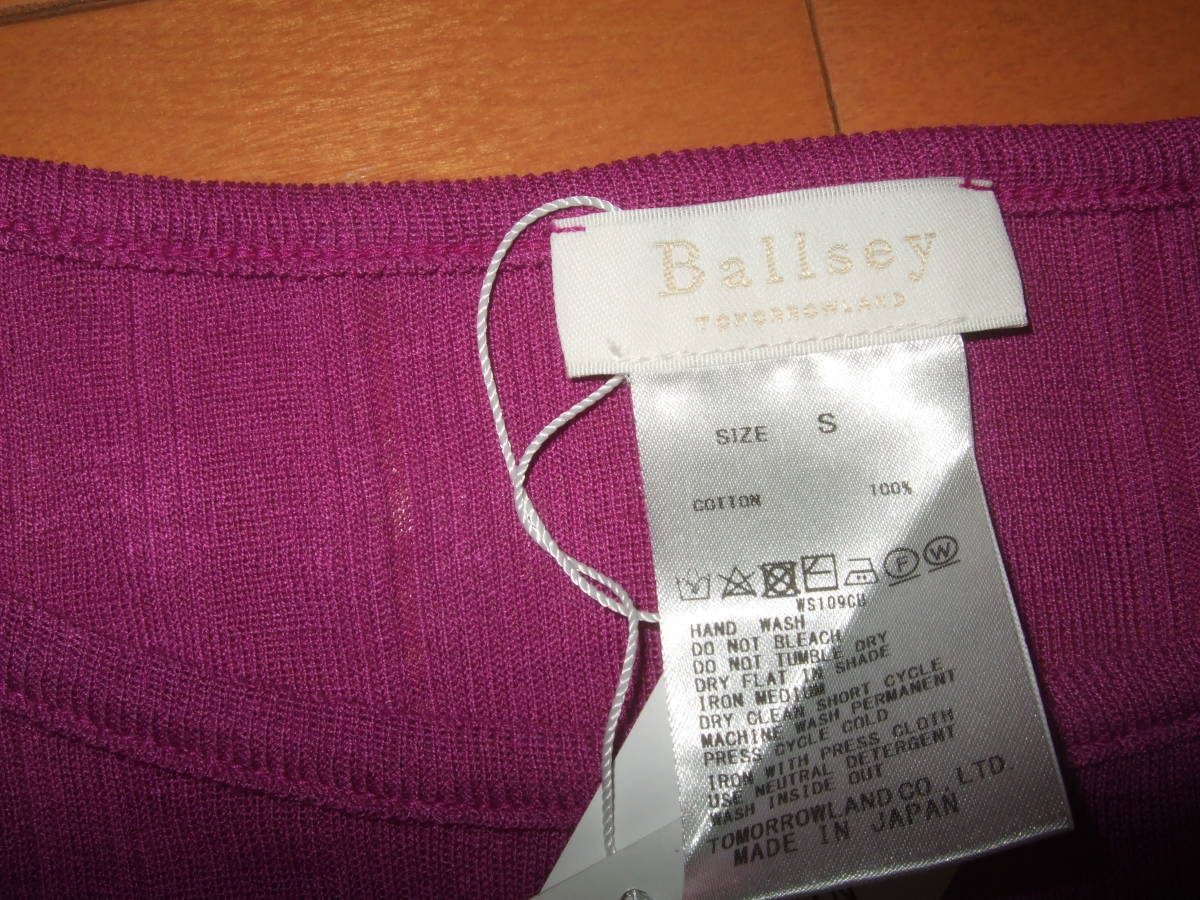 Ballsey
TOMORROWLAND
SIZE S
COTTON 100%
F W
WS109CU
HAND WASH
DO NOT BLEACH
DO NOT TUMBLE DRY
DRY FLAT IN SHADE
IRON MEDIUM
DRY CLEAN SHORT CYCLE
MACHINE WASH PERMANENT
PRESS CYCLE COLD
IRON WITH PRESS CLOTH
USE NEUTRAL DETERGENT
WASH INSIDE OUT
TOMORROWLAND CO., LTD.
MADE IN JAPAN